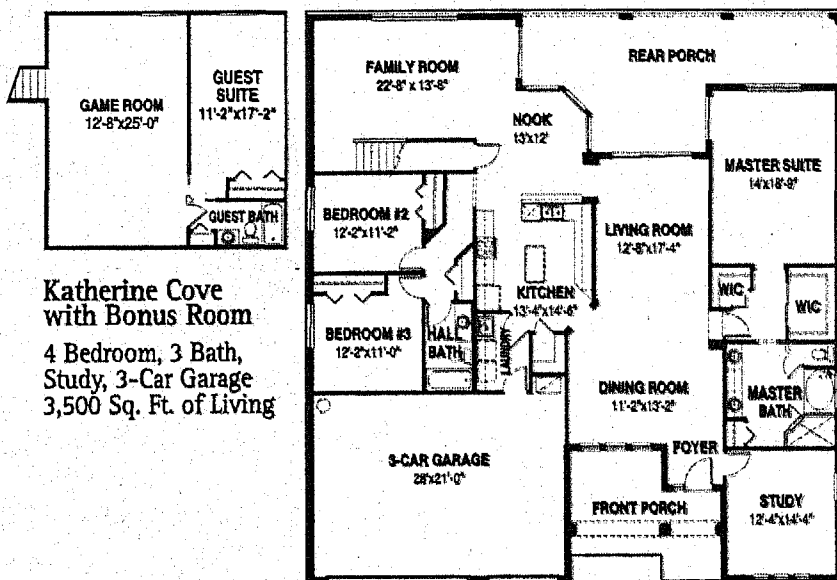 GAME ROOM
12'-8"x25'-0"
GUEST
SUITE
11'-2"x17'-2"
GUEST BATH
Katherine Cove
with Bonus Room
4 Bedroom, 3 Bath,
Study, 3-Car Garage
3,500 Sq. Ft. of Living
FAMILY ROOM
22'-8" x 13'-8"
REAR PORCH
NOOK
13'x12'
MASTER SUITE
14'x18'-9"
BEDROOM #2
12'-2"x11'-2"
LIVING ROOM
12'-8"x17'-4"
KITCHEN
13'-4"x14'-6"
WIC
WIC
BEDROOM #3
12'-2"x11'-0"
HALL
BATH
LAUNDRY
DINING ROOM
11'-2"x13'-2"
MASTER
BATH
3-CAR GARAGE
28'x21'-0"
FOYER
FRONT PORCH
STUDY
12'-4"x14'-4"